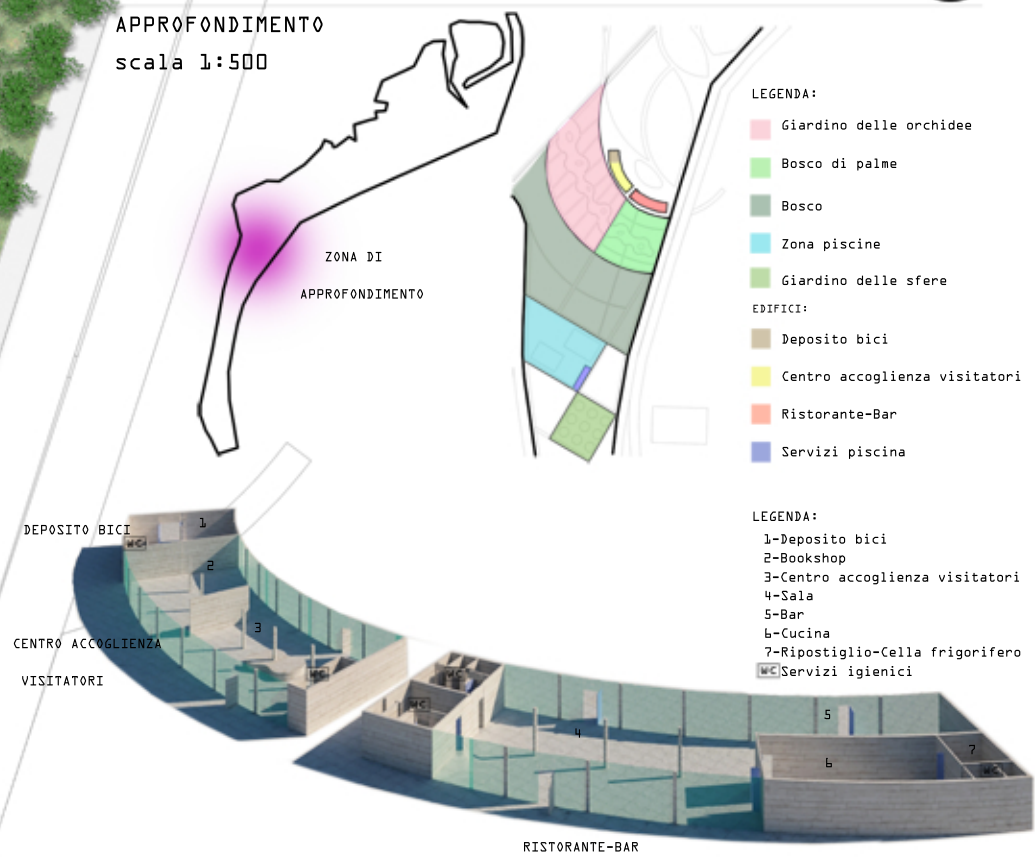 APPROFONDIMENTO
scala 1:500
ZONA DI
APPROFONDIMENTO
LEGENDA:
Giardino delle orchidee
Bosco di palme
Bosco
Zona piscine
Giardino delle sfere
EDIFICI:
Deposito bici
Centro accoglienza visitatori
Ristorante-Bar
Servizi piscina
LEGENDA:
1-Deposito bici
2-Bookshop
3-Centro accoglienza visitatori
4-Sala
5-Bar
6-Cucina
7-Ripostiglio-Cella frigorifero
WC Servizi igienici
DEPOSITO BICI
1
WC
2
3
CENTRO ACCOGLIENZA
VISITATORI
WC
WC
WC
4
5
6
7
WC
RISTORANTE-BAR